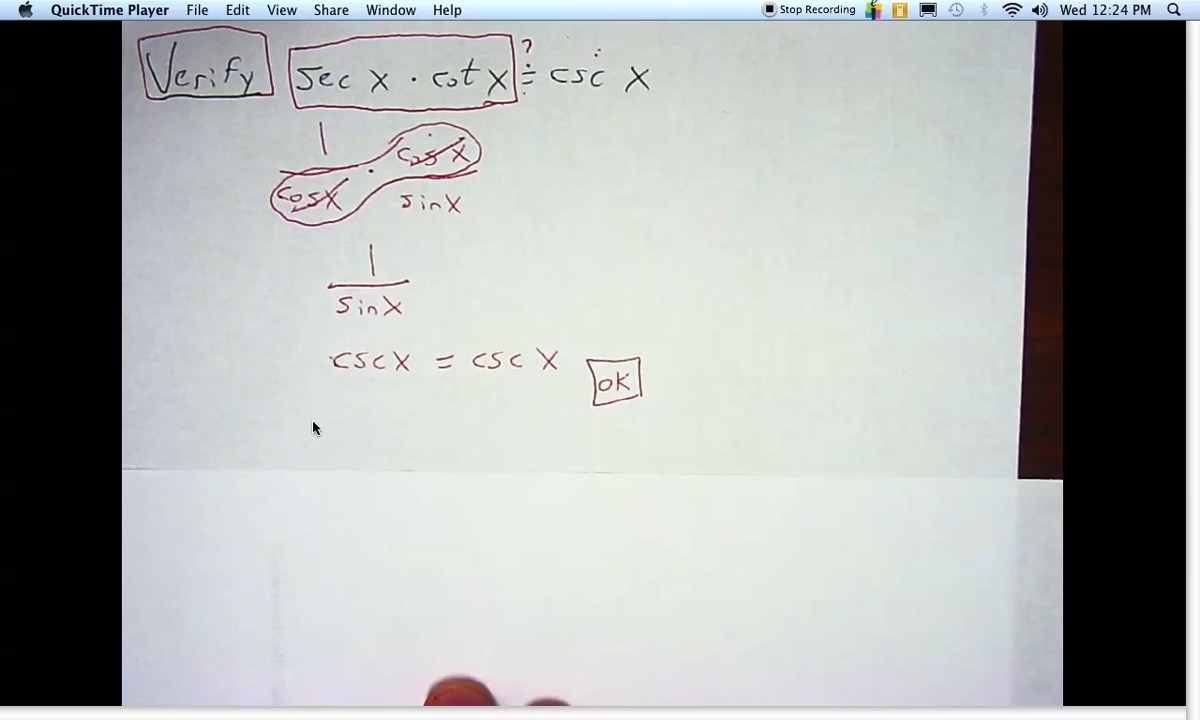 QuickTime Player File Edit View Share Window Help Stop Recording Wed 12:24 PM
Verify sec x · cot x ≟ csc x
1 / cos x · cos x / sin x
1 / sin x
csc x = csc x OK